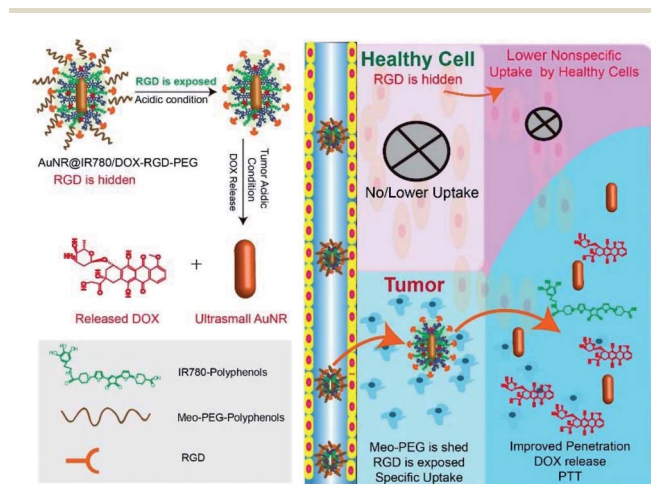 RGD is exposed
Acidic condition
AuNR@IR780/DOX-RGD-PEG
RGD is hidden
Tumor Acidic
Condition
DOX Release
+
Released DOX
Ultrasmall AuNR
IR780-Polyphenols
Meo-PEG-Polyphenols
RGD
Healthy Cell
RGD is hidden
No/Lower Uptake
Lower Nonspecific
Uptake by Healthy Cells
Tumor
Meo-PEG is shed
RGD is exposed
Specific Uptake
Improved Penetration
DOX release
PTT